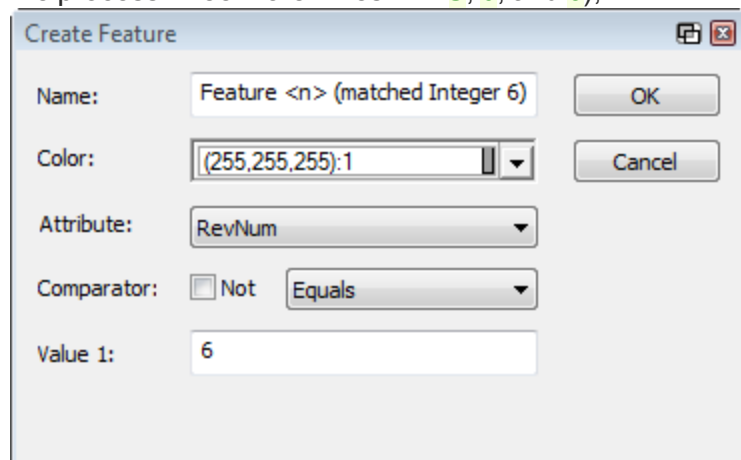 Create Feature
Name: Feature <n> (matched Integer 6) OK
Color: (255,255,255):1 Cancel
Attribute: RevNum
Comparator: Not Equals
Value 1: 6